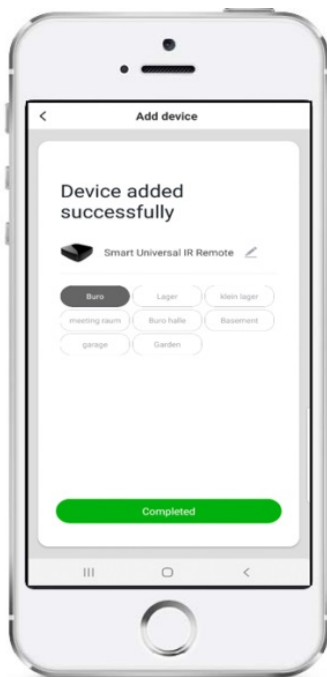 Add device
Device added
successfully
Smart Universal IR Remote
Buro Lager klein lager
meeting raum Buro halle Basement
garage Garden
Completed